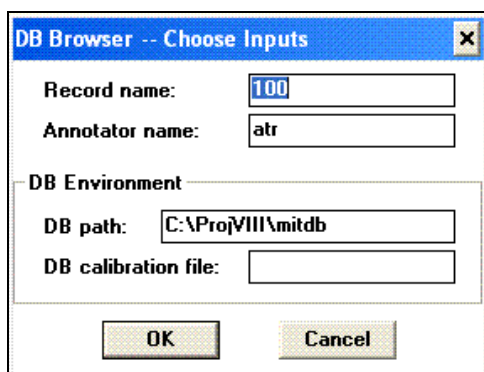 DB Browser -- Choose Inputs
Record name: 100
Annotator name: atr
DB Environment
DB path: C:\ProjVIII\mitdb
DB calibration file:
OK Cancel